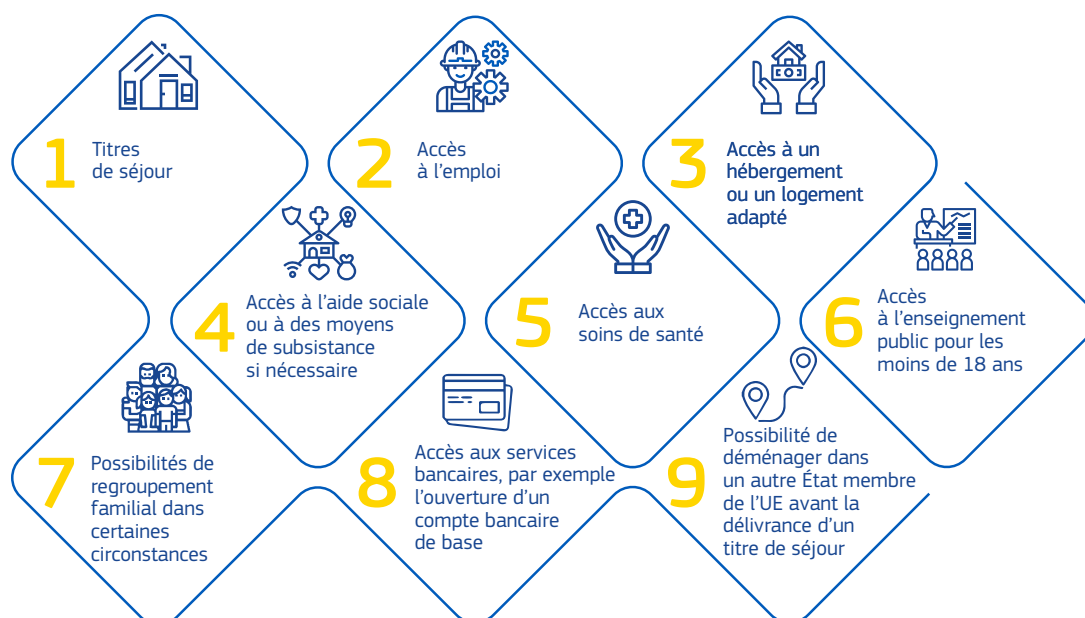 1
Titres
de séjour
2
Accès
à l’emploi
3
Accès à un
hébergement
ou un logement
adapté
4
Accès à l’aide sociale
ou à des moyens
de subsistance
si nécessaire
5
Accès aux
soins de santé
6
Accès
à l’enseignement
public pour les
moins de 18 ans
7
Possibilités de
regroupement
familial dans
certaines
circonstances
8
Accès aux services
bancaires, par exemple
l’ouverture d’un
compte bancaire
de base
9
Possibilité de
déménager dans
un autre État membre
de l’UE avant la
délivrance d’un
titre de séjour